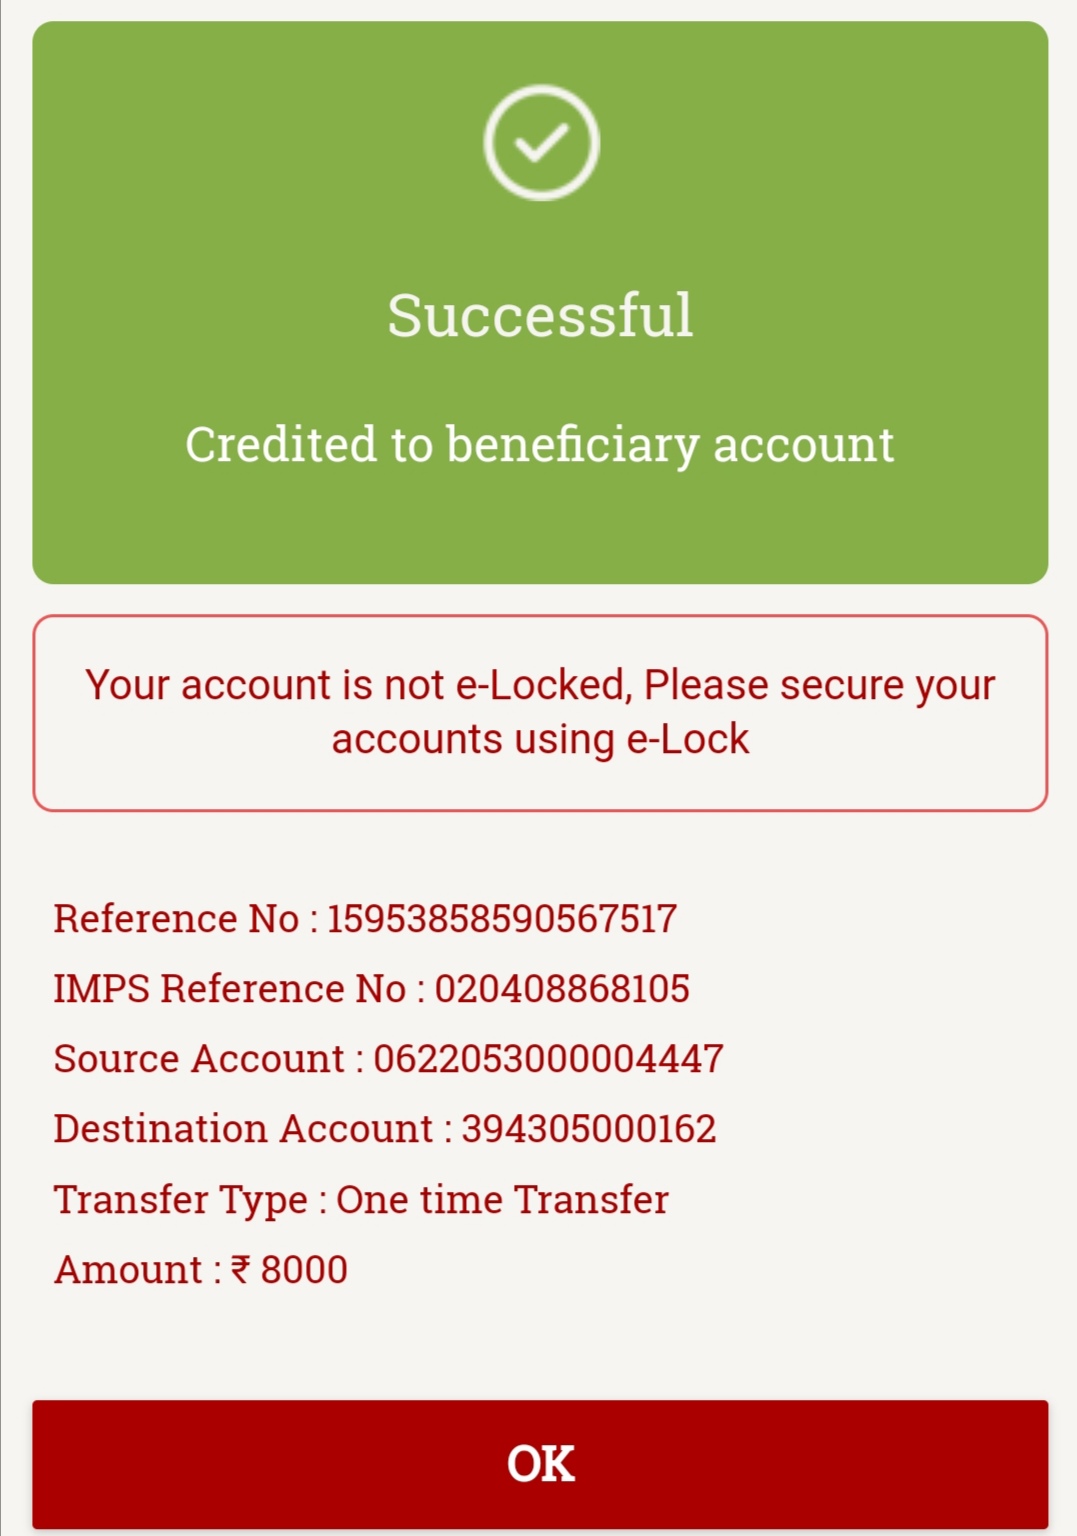 Successful
Credited to beneficiary account
Your account is not e-Locked, Please secure your
accounts using e-Lock
Reference No : 15953858590567517
IMPS Reference No : 020408868105
Source Account : 0622053000004447
Destination Account : 394305000162
Transfer Type : One time Transfer
Amount : ₹ 8000
OK